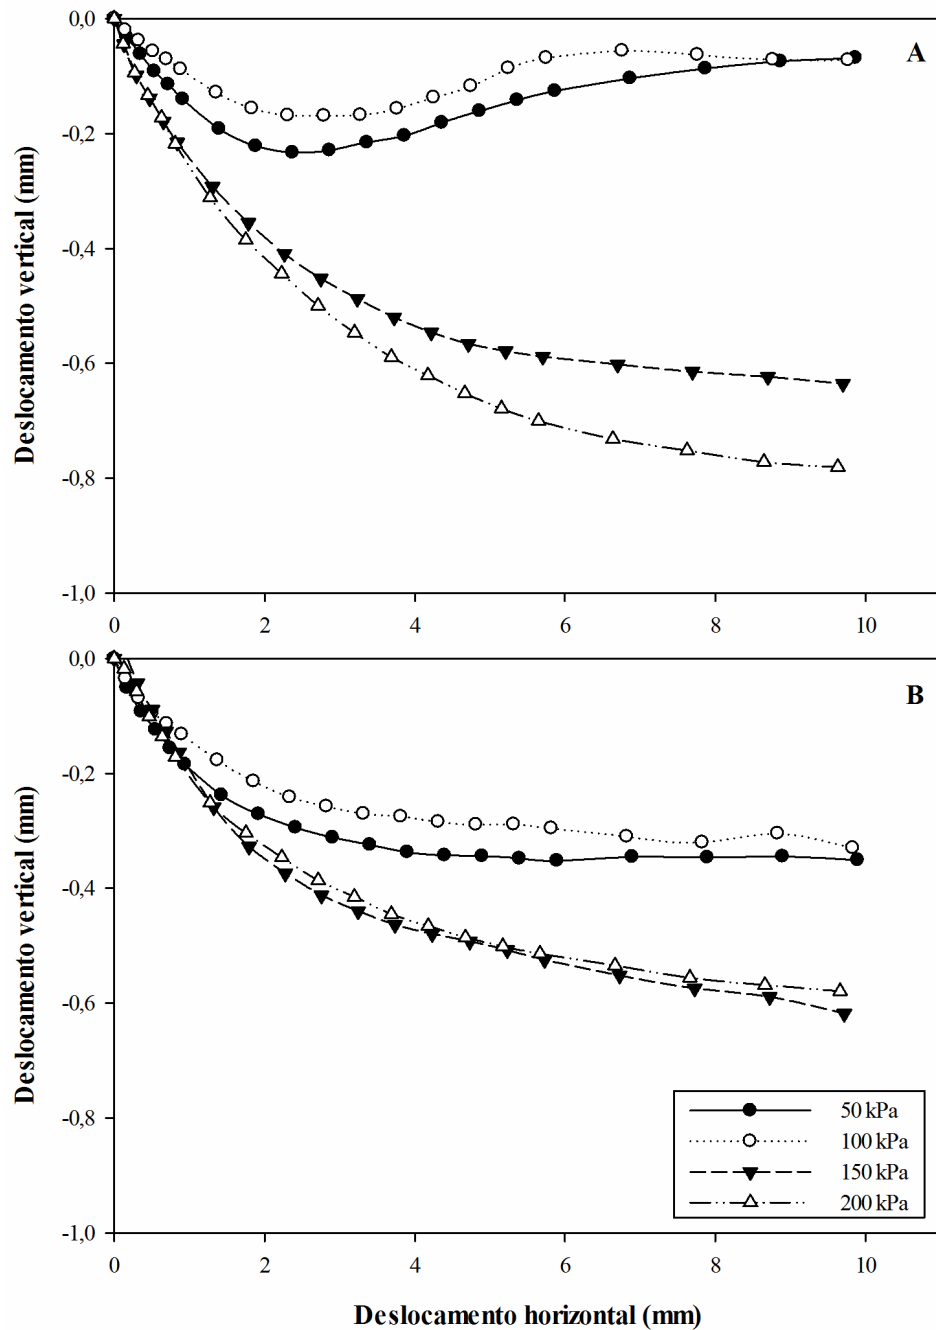 A
0,0
-0,2
-0,4
-0,6
-0,8
-1,0
Deslocamento vertical (mm)
0 2 4 6 8 10
B
0,0
-0,2
-0,4
-0,6
-0,8
-1,0
Deslocamento vertical (mm)
50 kPa
100 kPa
150 kPa
200 kPa
0 2 4 6 8 10
Deslocamento horizontal (mm)